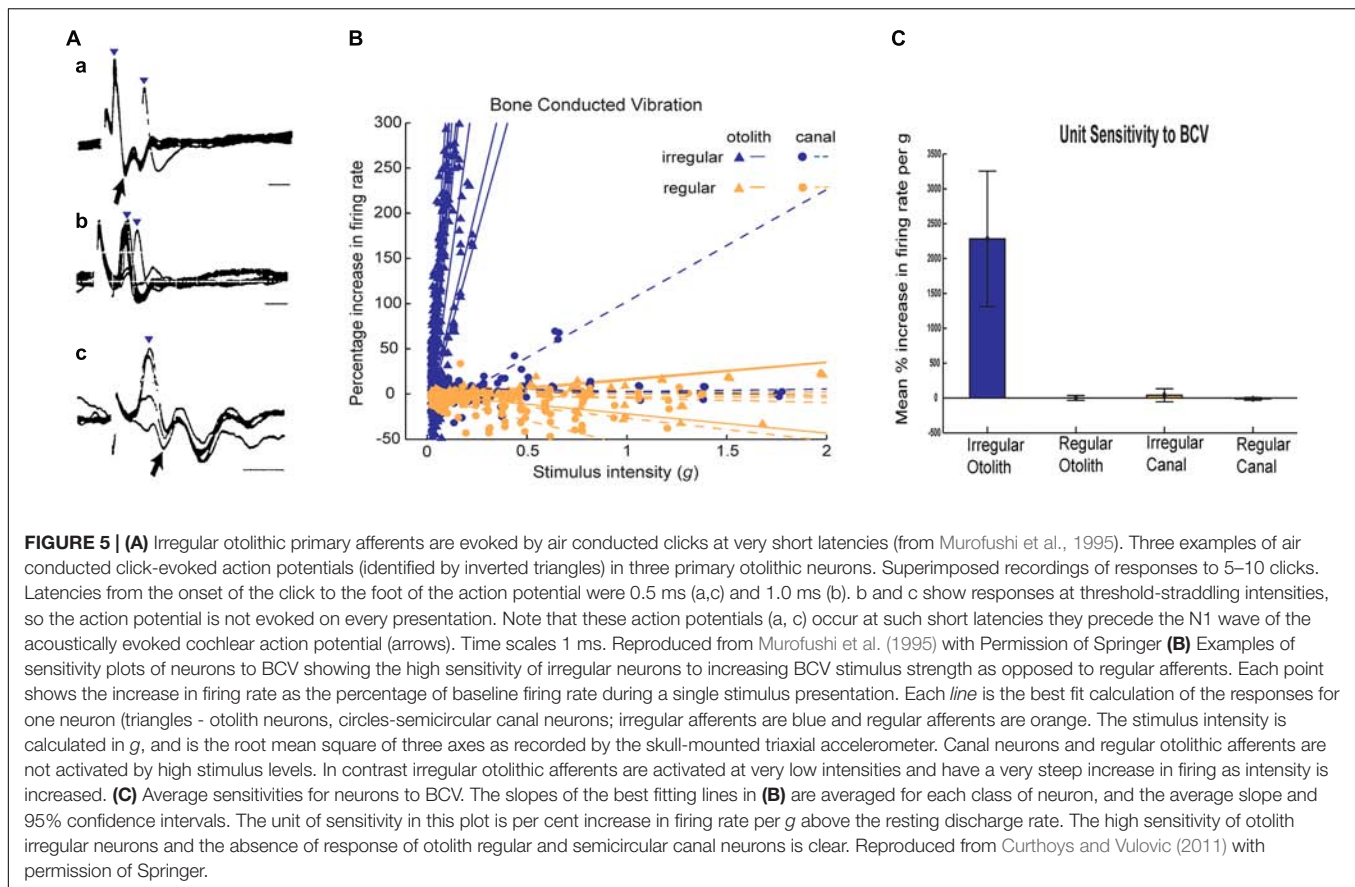 A
a
b
c
B
Bone Conducted Vibration
otolith canal
irregular
regular
300
250
200
150
100
50
0
-50
Percentage increase in firing rate
0 0.5 1 1.5 2
Stimulus intensity (g)
C
Unit Sensitivity to BCV
3500
3000
2500
2000
1500
1000
500
0
-500
Mean % increase in firing rate per g
Irregular Otolith
Regular Otolith
Irregular Canal
Regular Canal
FIGURE 5 | (A) Irregular otolithic primary afferents are evoked by air conducted clicks at very short latencies (from Murofushi et al., 1995). Three examples of air
conducted click-evoked action potentials (identified by inverted triangles) in three primary otolithic neurons. Superimposed recordings of responses to 5–10 clicks.
Latencies from the onset of the click to the foot of the action potential were 0.5 ms (a,c) and 1.0 ms (b). b and c show responses at threshold-straddling intensities,
so the action potential is not evoked on every presentation. Note that these action potentials (a, c) occur at such short latencies they precede the N1 wave of the
acoustically evoked cochlear action potential (arrows). Time scales 1 ms. Reproduced from Murofushi et al. (1995) with Permission of Springer (B) Examples of
sensitivity plots of neurons to BCV showing the high sensitivity of irregular neurons to increasing BCV stimulus strength as opposed to regular afferents. Each point
shows the increase in firing rate as the percentage of baseline firing rate during a single stimulus presentation. Each line is the best fit calculation of the responses for
one neuron (triangles - otolith neurons, circles-semicircular canal neurons; irregular afferents are blue and regular afferents are orange. The stimulus intensity is
calculated in g, and is the root mean square of three axes as recorded by the skull-mounted triaxial accelerometer. Canal neurons and regular otolithic afferents are
not activated by high stimulus levels. In contrast irregular otolithic afferents are activated at very low intensities and have a very steep increase in firing as intensity is
increased. (C) Average sensitivities for neurons to BCV. The slopes of the best fitting lines in (B) are averaged for each class of neuron, and the average slope and
95% confidence intervals. The unit of sensitivity in this plot is per cent increase in firing rate per g above the resting discharge rate. The high sensitivity of otolith
irregular neurons and the absence of response of otolith regular and semicircular canal neurons is clear. Reproduced from Curthoys and Vulovic (2011) with
permission of Springer.